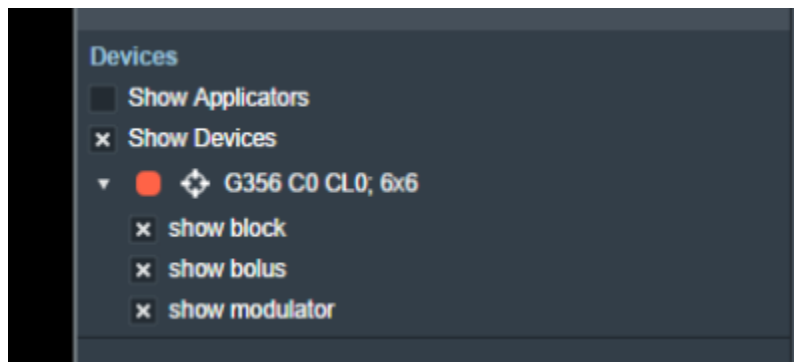 Devices
Show Applicators
Show Devices
G356 C0 CL0; 6x6
show block
show bolus
show modulator